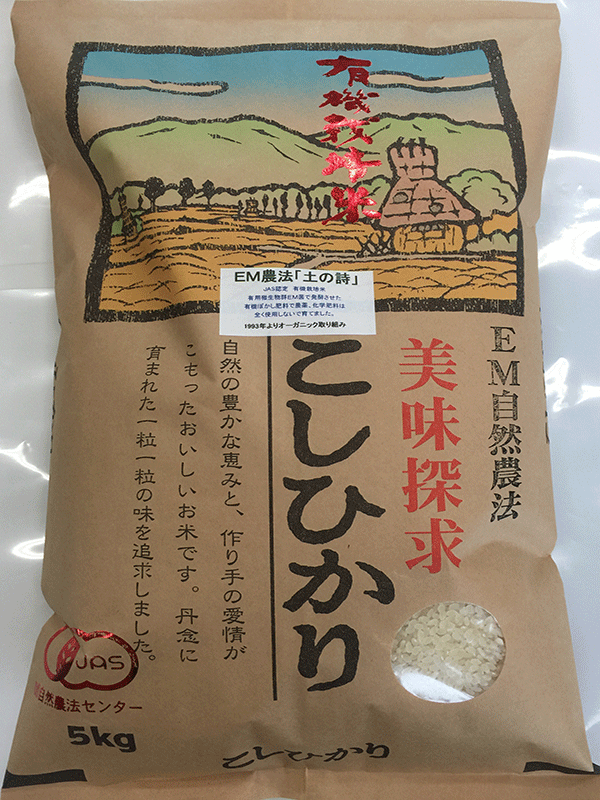 有機栽培米
EM農法「土の詩」
JAS認定 有機栽培米
有用微生物群EM菌で発酵させた
有機ぼかし肥料で農薬、化学肥料は
全く使用しないで育てました。
1993年よりオーガニック取り組み
EM自然農法
美味探求
こしひかり
自然の豊かな恵みと、作り手の愛情が
こもったおいしいお米です。丹念に
育まれた一粒一粒の味を追求しました。
JAS
自然農法センター
5kg
こしひかり